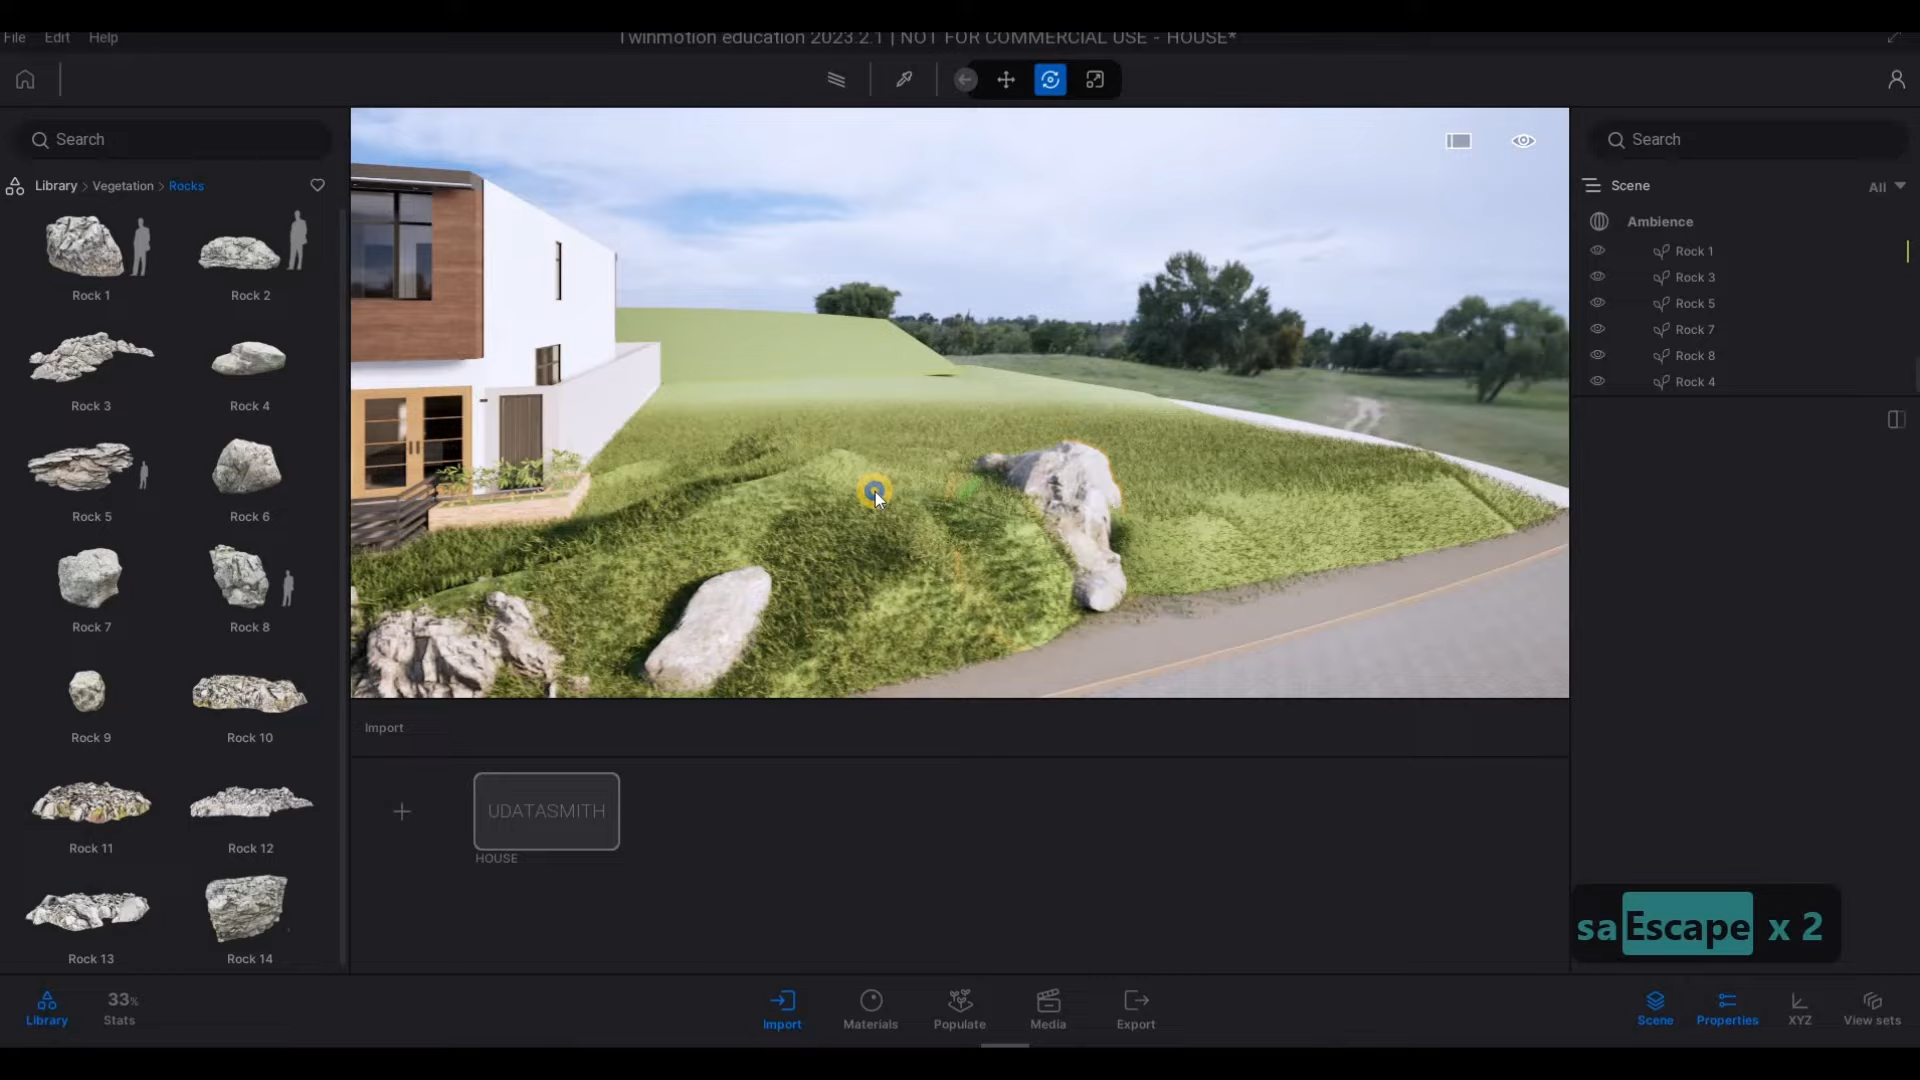 File Edit Help
Twinmotion education 2023.2.1 | NOT FOR COMMERCIAL USE - HOUSE*
Search
Library > Vegetation > Rocks
Rock 1
Rock 2
Rock 3
Rock 4
Rock 5
Rock 6
Rock 7
Rock 8
Rock 9
Rock 10
Rock 11
Rock 12
Rock 13
Rock 14
Search
Scene
All
Ambience
Rock 1
Rock 3
Rock 5
Rock 7
Rock 8
Rock 4
Import
UDATASMITH
HOUSE
sa Escape x 2
Library
33%
Stats
Import
Materials
Populate
Media
Export
Scene
Properties
XYZ
View sets